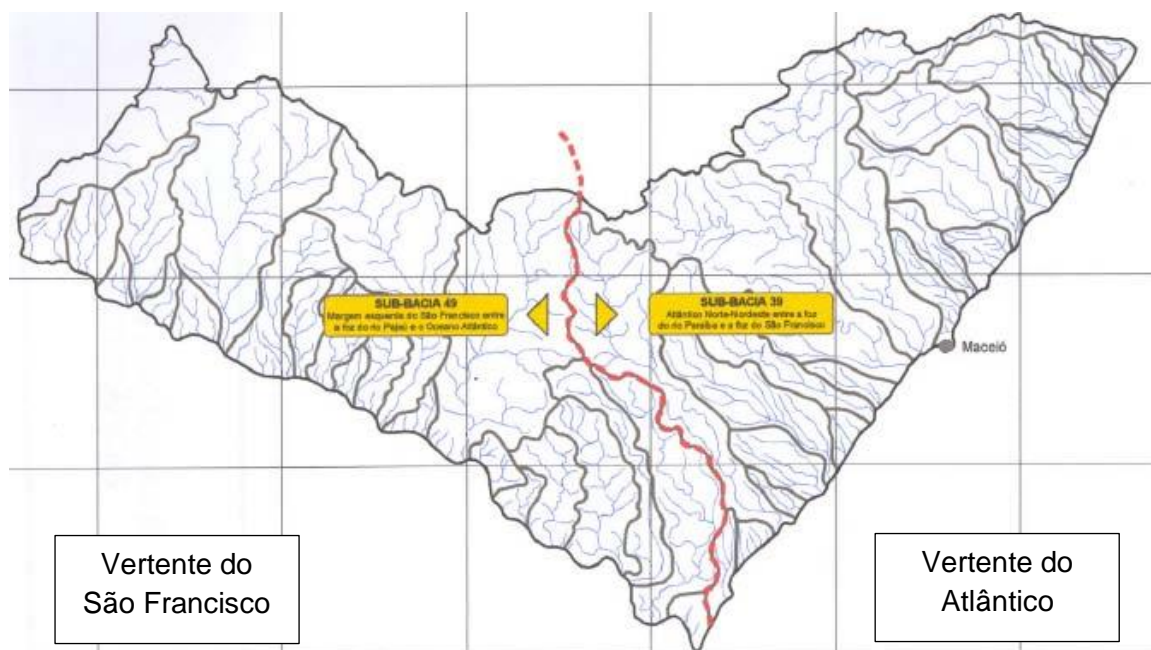 SUB-BACIA 49
Margem esquerda do São Francisco entre
a foz do rio Pajeú e o Oceano Atlântico
SUB-BACIA 39
Atlântico Norte-Nordeste entre a foz
do rio Paraíba e a foz do São Francisco
Maceió
Vertente do
São Francisco
Vertente do
Atlântico